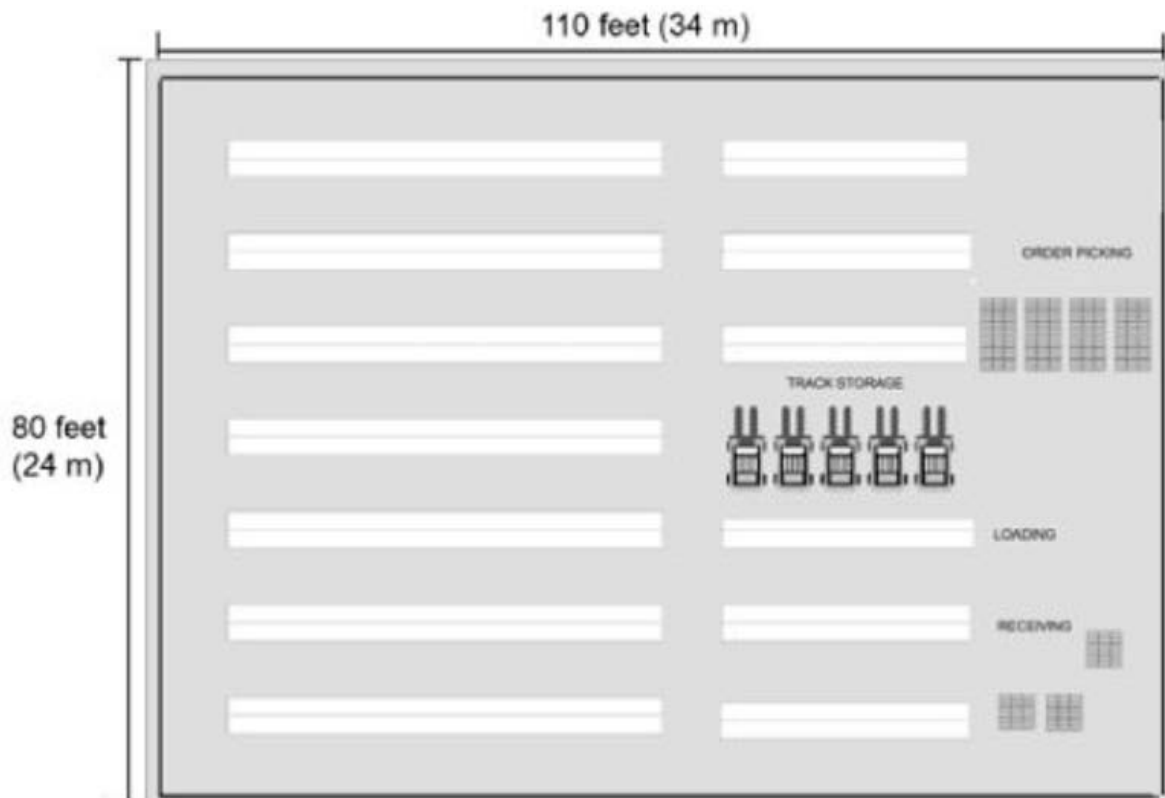 110 feet (34 m)
ORDER PICKING
TRACK STORAGE
80 feet
(24 m)
LOADING
RECEIVING